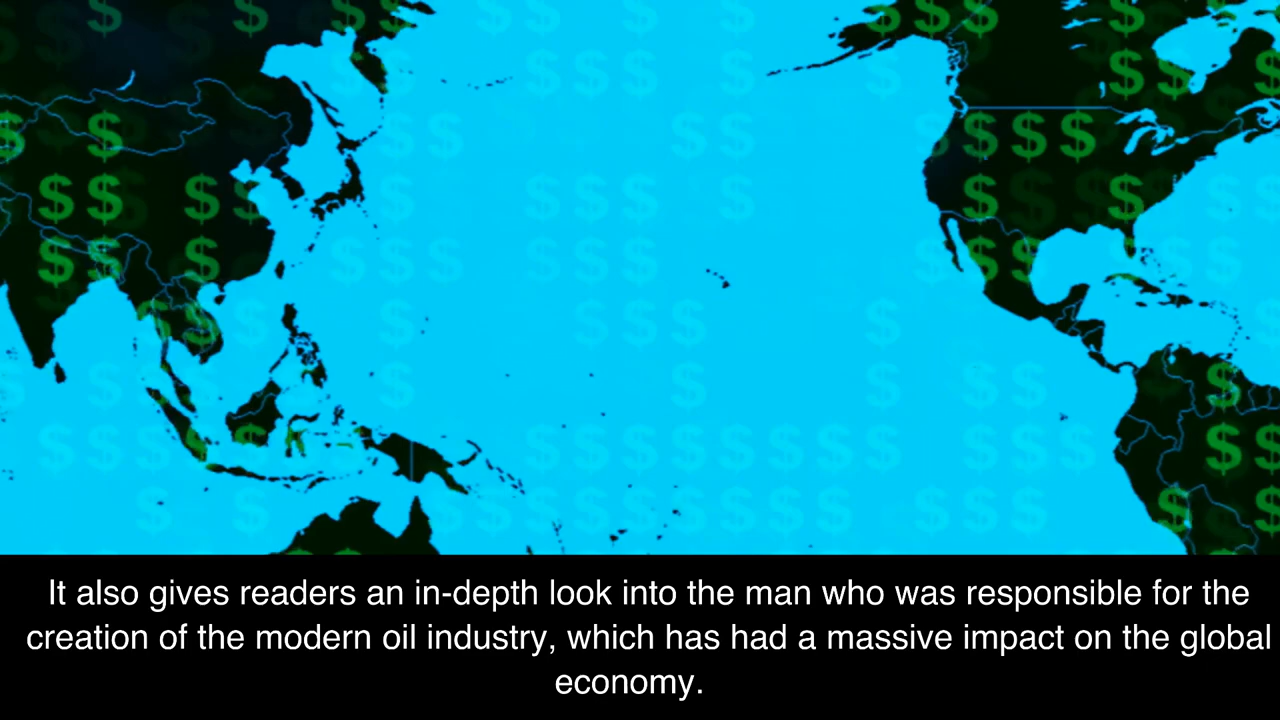 It also gives readers an in-depth look into the man who was responsible for the
creation of the modern oil industry, which has had a massive impact on the global
economy.